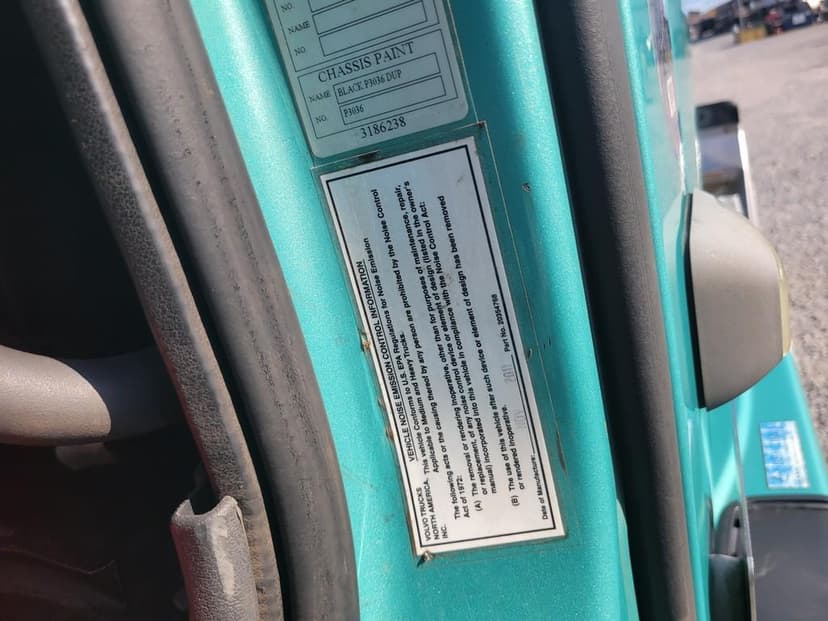 NO.
NAME
NO.
CHASSIS PAINT
NAME BLACK P3036 DUP
NO. P3036
3186238
VEHICLE NOISE EMISSION CONTROL INFORMATION
VOLVO TRUCKS
NORTH AMERICA,
INC.
This vehicle Conforms to U.S. EPA Regulations for Noise Emission
Applicable to Medium and Heavy Trucks.
The following acts or the causing thereof by any person are prohibited by the Noise Control
Act of 1972:
(A) The removal or rendering inoperative, other than for purposes of maintenance, repair,
or replacement, of any noise control device or element of design (listed in the owner's
manual) incorporated into this vehicle in compliance with the Noise Control Act:
(B) The use of this vehicle after such device or element of design has been removed
or rendered inoperative.
Date of Manufacture: 2011 Part No. 20354768